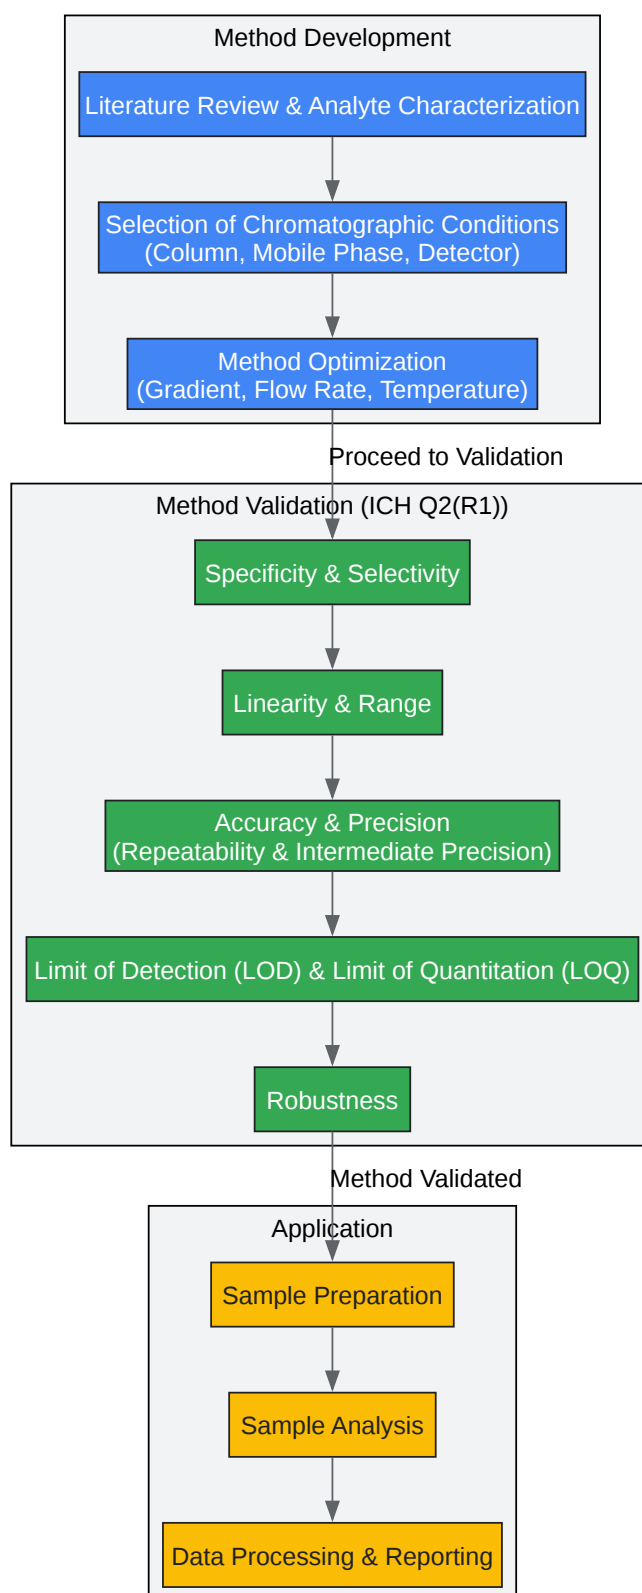 Method Development
Literature Review & Analyte Characterization
Selection of Chromatographic Conditions
(Column, Mobile Phase, Detector)
Method Optimization
(Gradient, Flow Rate, Temperature)
Proceed to Validation
Method Validation (ICH Q2(R1))
Specificity & Selectivity
Linearity & Range
Accuracy & Precision
(Repeatability & Intermediate Precision)
Limit of Detection (LOD) & Limit of Quantitation (LOQ)
Robustness
Method Validated
Application
Sample Preparation
Sample Analysis
Data Processing & Reporting